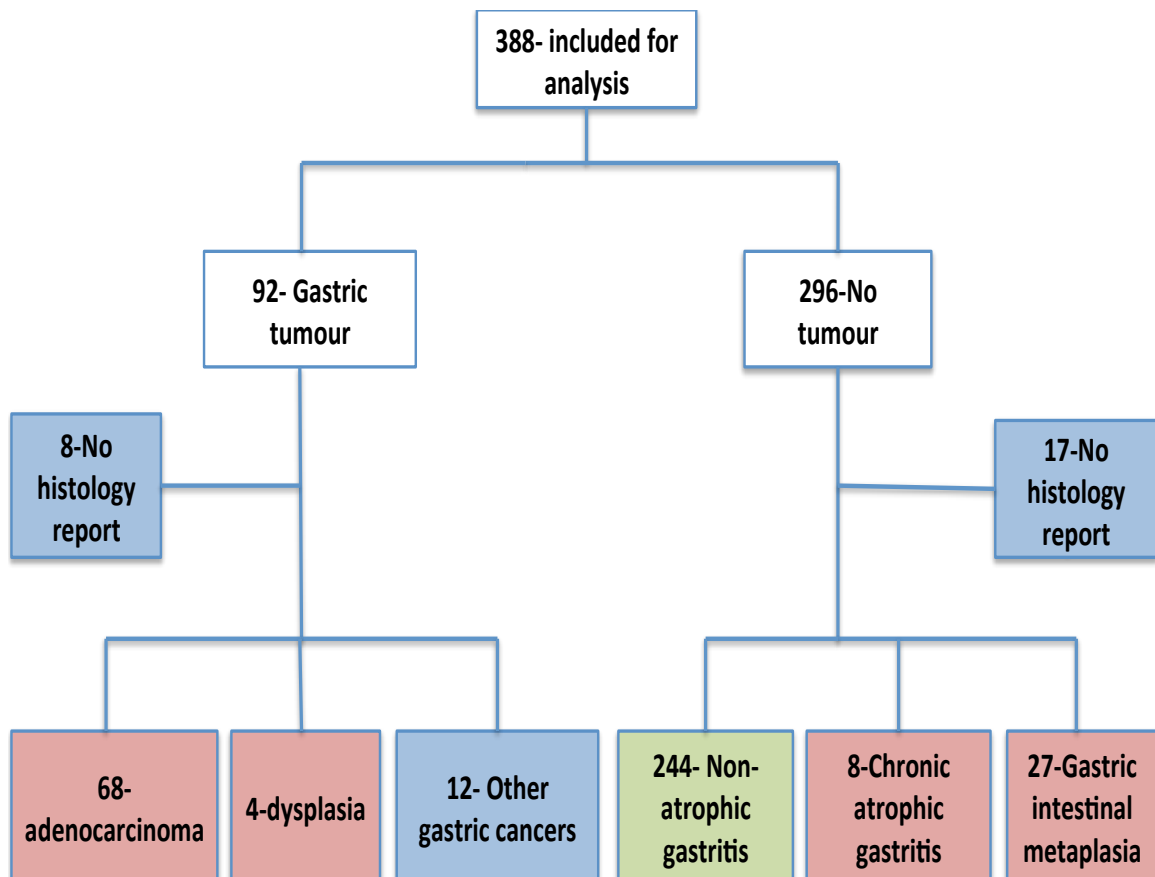 388- included for
analysis
92- Gastric
tumour
296-No
tumour
8-No
histology
report
17-No
histology
report
68-
adenocarcinoma
4-dysplasia
12- Other
gastric cancers
244- Non-
atrophic
gastritis
8-Chronic
atrophic
gastritis
27-Gastric
intestinal
metaplasia